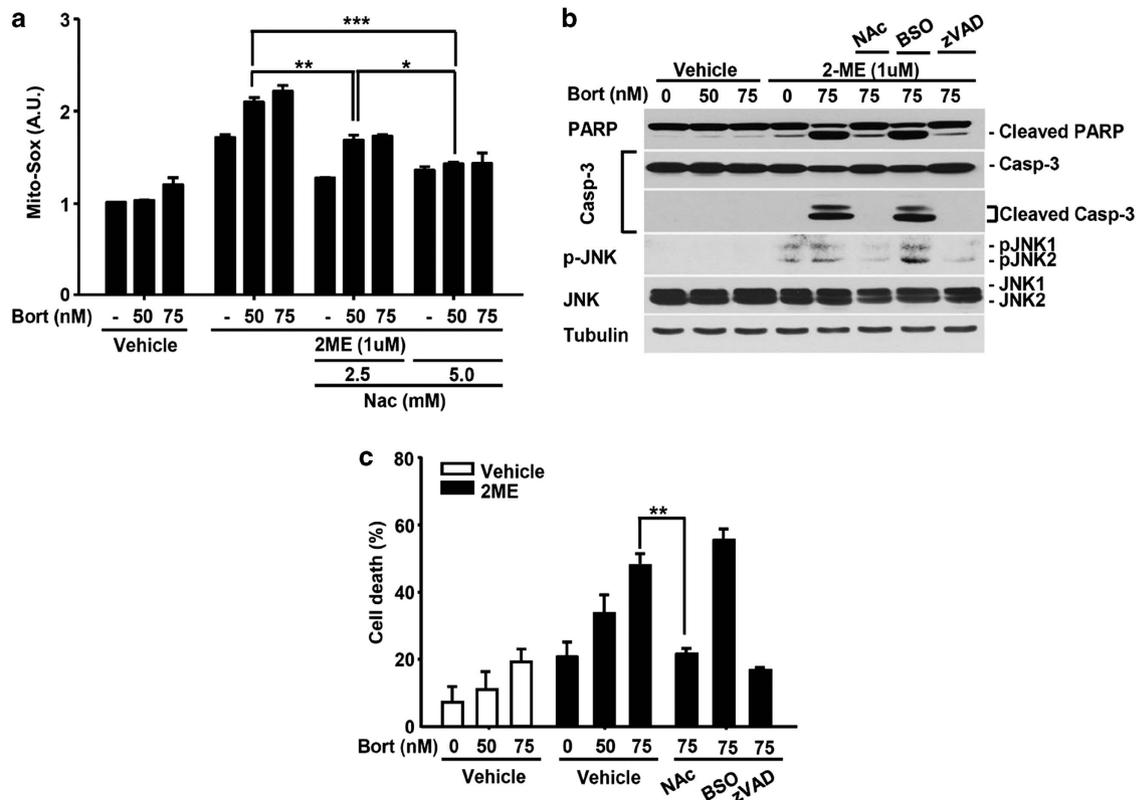 a
3
2
1
0
Mito-Sox (A.U.)
***
** *
Bort (nM) - 50 75 - 50 75 - 50 75 - 50 75
Vehicle 2ME (1uM)
2.5 5.0
Nac (mM)
b
NAc BSO zVAD
Vehicle 2-ME (1uM)
Bort (nM) 0 50 75 0 75 75 75 75
PARP - Cleaved PARP
Casp-3 - Casp-3
Cleaved Casp-3
p-JNK - pJNK1
- pJNK2
JNK - JNK1
- JNK2
Tubulin
c
80
60
40
20
0
Cell death (%)
Vehicle
2ME
**
Bort (nM) 0 50 75 0 50 75 75 75 75
Vehicle Vehicle NAc BSO zVAD